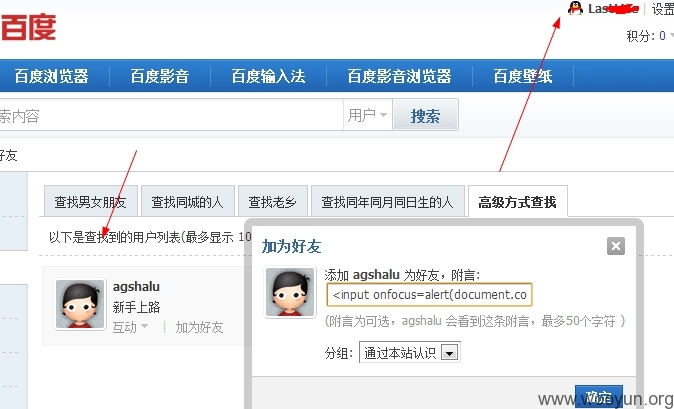 设置
百度
积分: 0
百度浏览器 百度影音 百度输入法 百度影音浏览器 百度壁纸
索内容 用户 搜索
好友
查找男女朋友 查找同城的人 查找老乡 查找同年同月同日生的人 高级方式查找
以下是查找到的用户列表(最多显示 10
加为好友
agshalu
新手上路
互动 | 加为好友
添加 agshalu 为好友，附言:
<input onfocus=alert(document.co
(附言为可选，agshalu 会看到这条附言，最多50个字符 )
分组: 通过本站认识
确定
www.wooyun.org